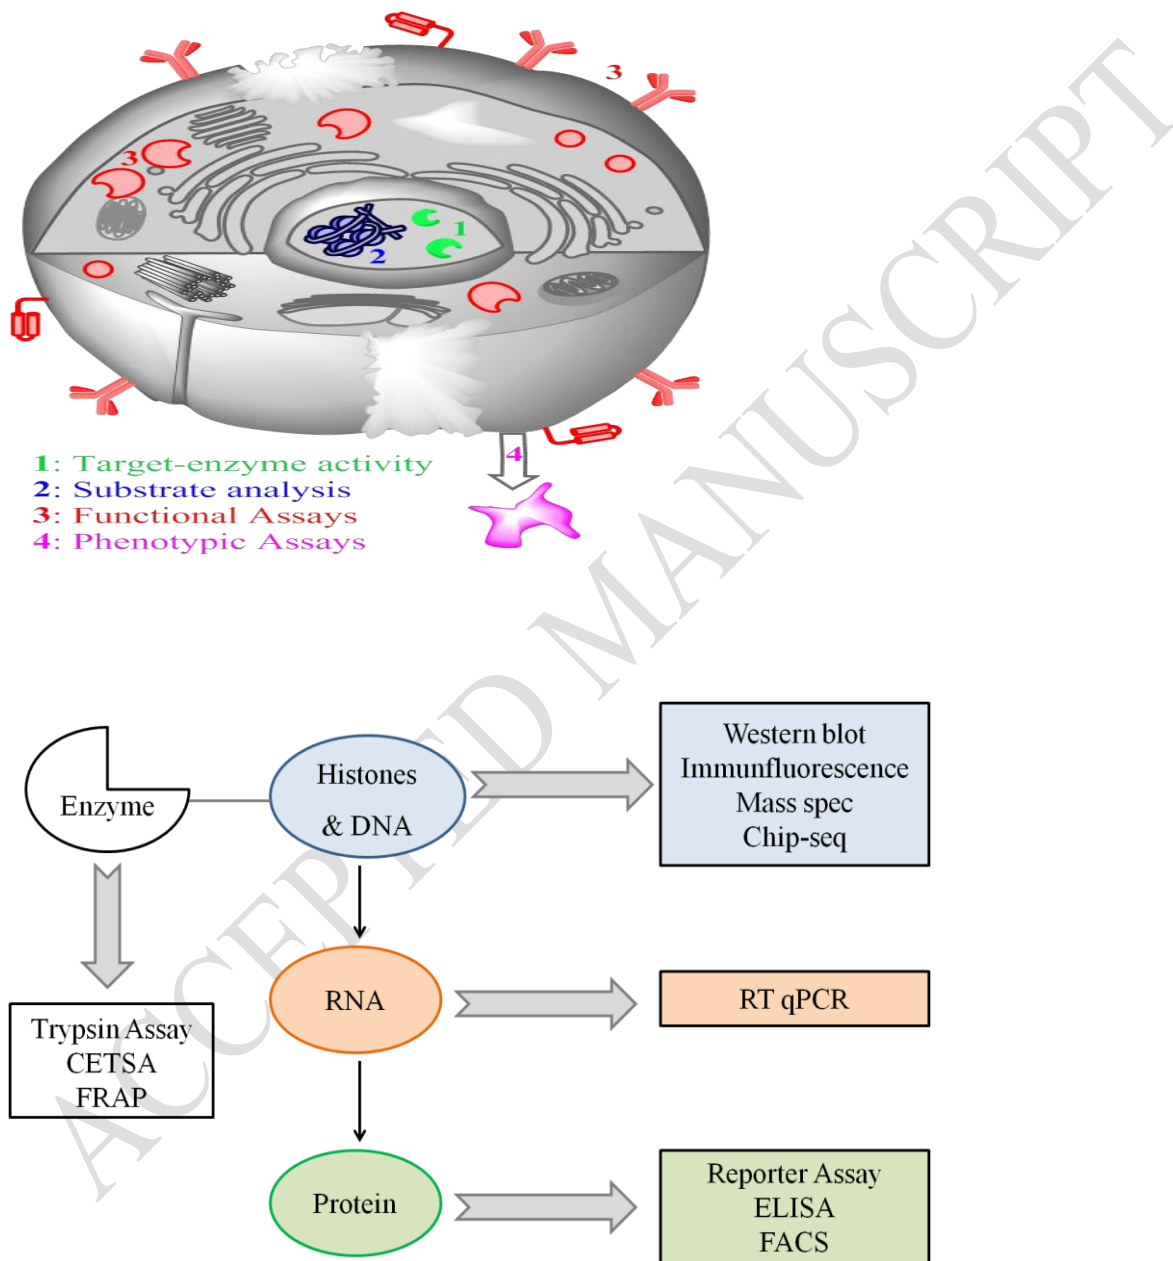 3
3
1
2
4
1: Target-enzyme activity
2: Substrate analysis
3: Functional Assays
4: Phenotypic Assays
ACCEPTED MANUSCRIPT
Enzyme
Histones
& DNA
Western blot
Immunfluorescence
Mass spec
Chip-seq
Trypsin Assay
CETSA
FRAP
RNA
RT qPCR
Protein
Reporter Assay
ELISA
FACS